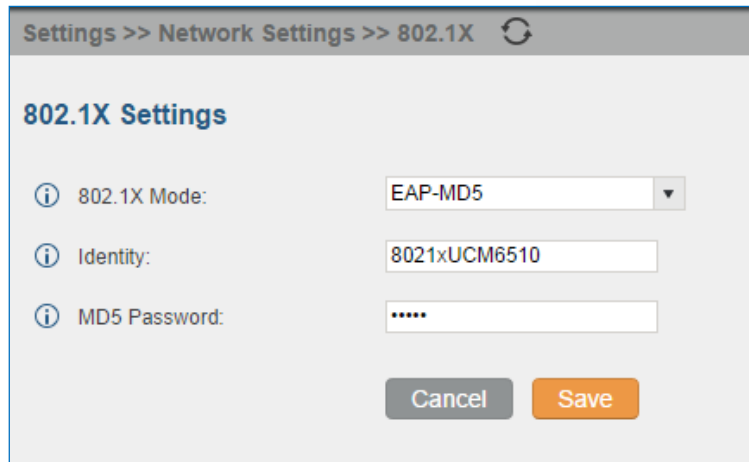 Settings >> Network Settings >> 802.1X
802.1X Settings
802.1X Mode: EAP-MD5
Identity: 8021xUCM6510
MD5 Password: •••••
Cancel Save